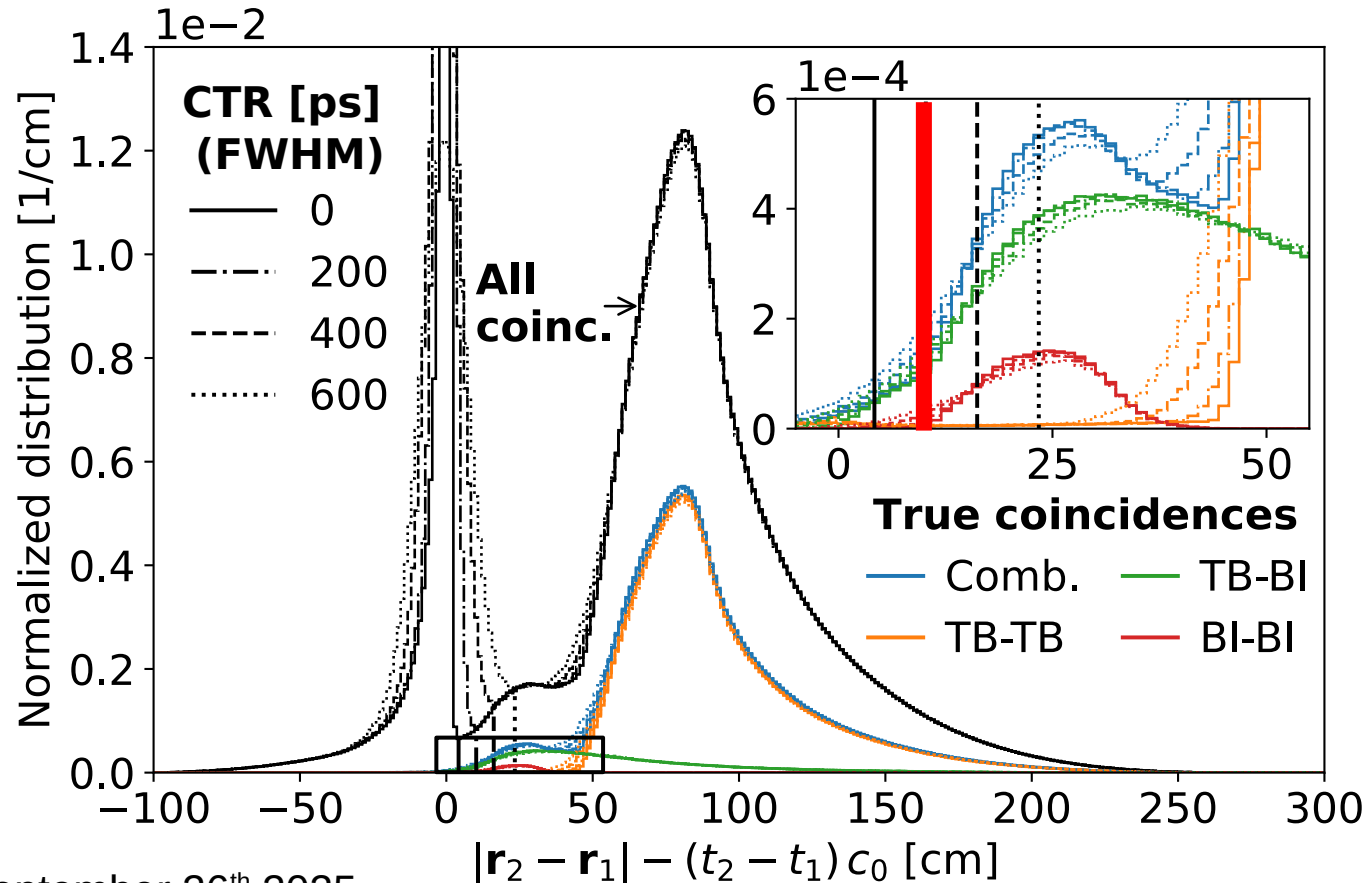 1e−2
1.4
1.2
1.0
0.8
0.6
0.4
0.2
0.0
Normalized distribution [1/cm]
CTR [ps]
(FWHM)
0
200
400
600
All
coinc.
1e−4
6
4
2
0
0 25 50
True coincidences
Comb. TB-BI
TB-TB BI-BI
−100 −50 0 50 100 150 200 250 300
|r₂ − r₁| − (t₂ − t₁) c₀ [cm]